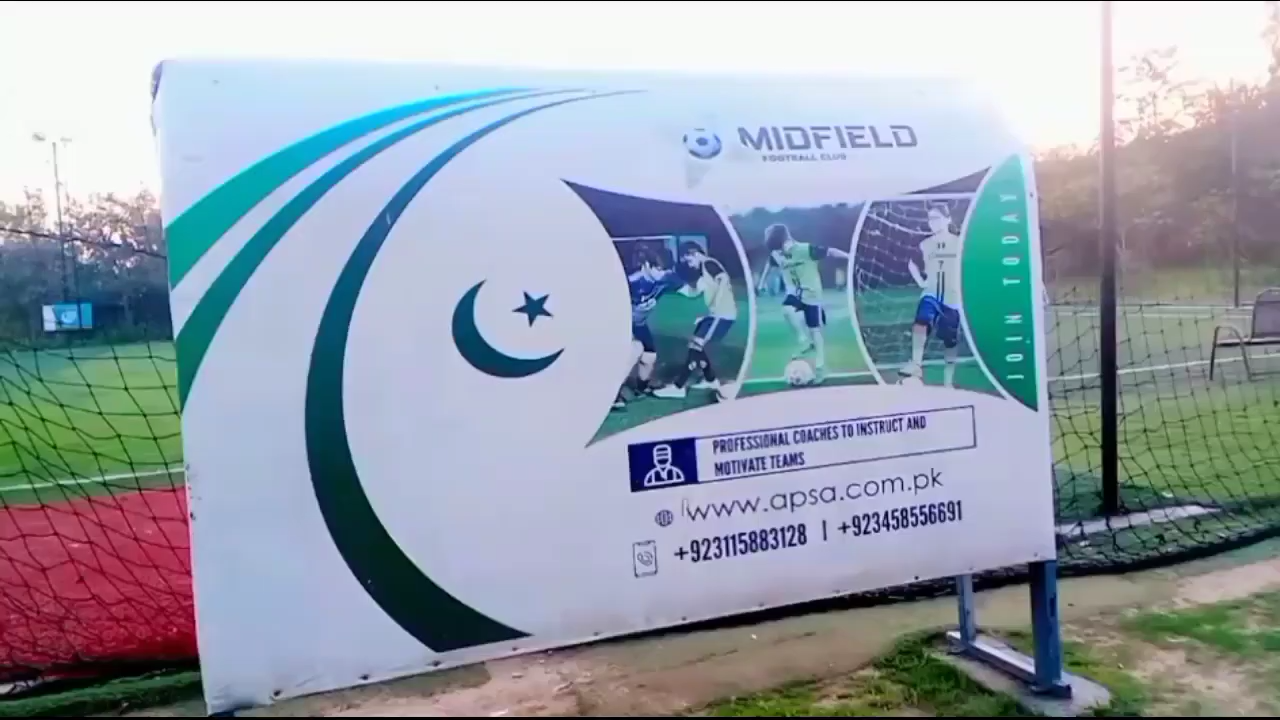 MIDFIELD
FOOTBALL CLUB
JOIN TODAY
PROFESSIONAL COACHES TO INSTRUCT AND
MOTIVATE TEAMS
www.apsa.com.pk
+923115883128 | +923458556691